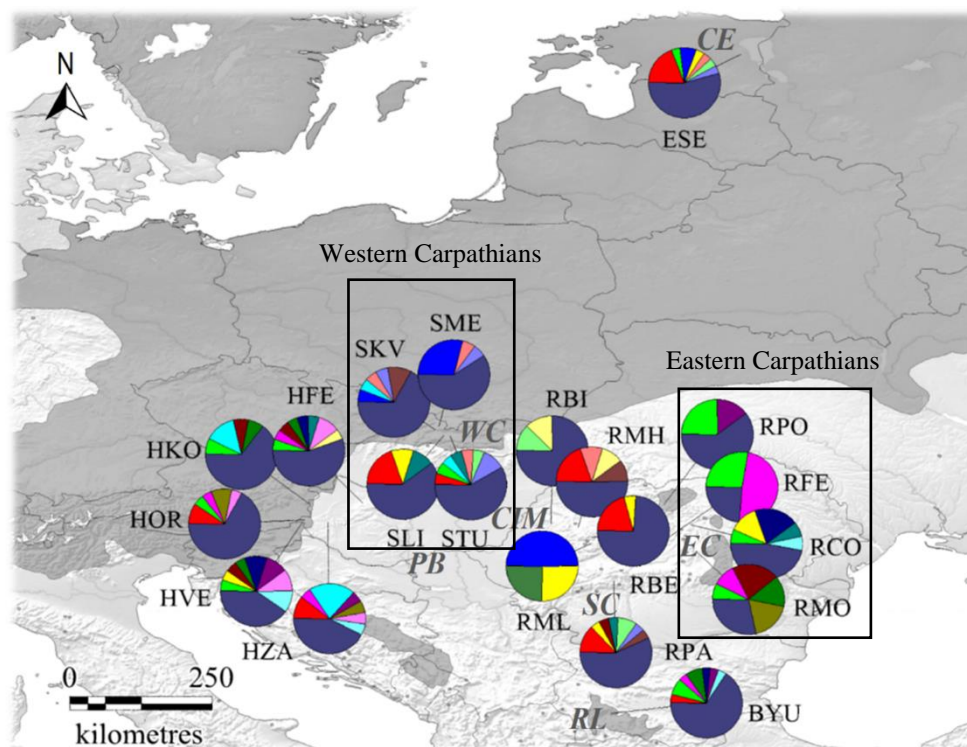 N
CE
ESE
Western Carpathians
SME
SKV
Eastern Carpathians
HFE
RBI
RPO
HKO
WC
RMH
RFE
HOR
CIM
SLI STU
EC
RCO
PB
RBE
HVE
RML
SC
RMO
HZA
RPA
0 250
RL
BYU
kilometres